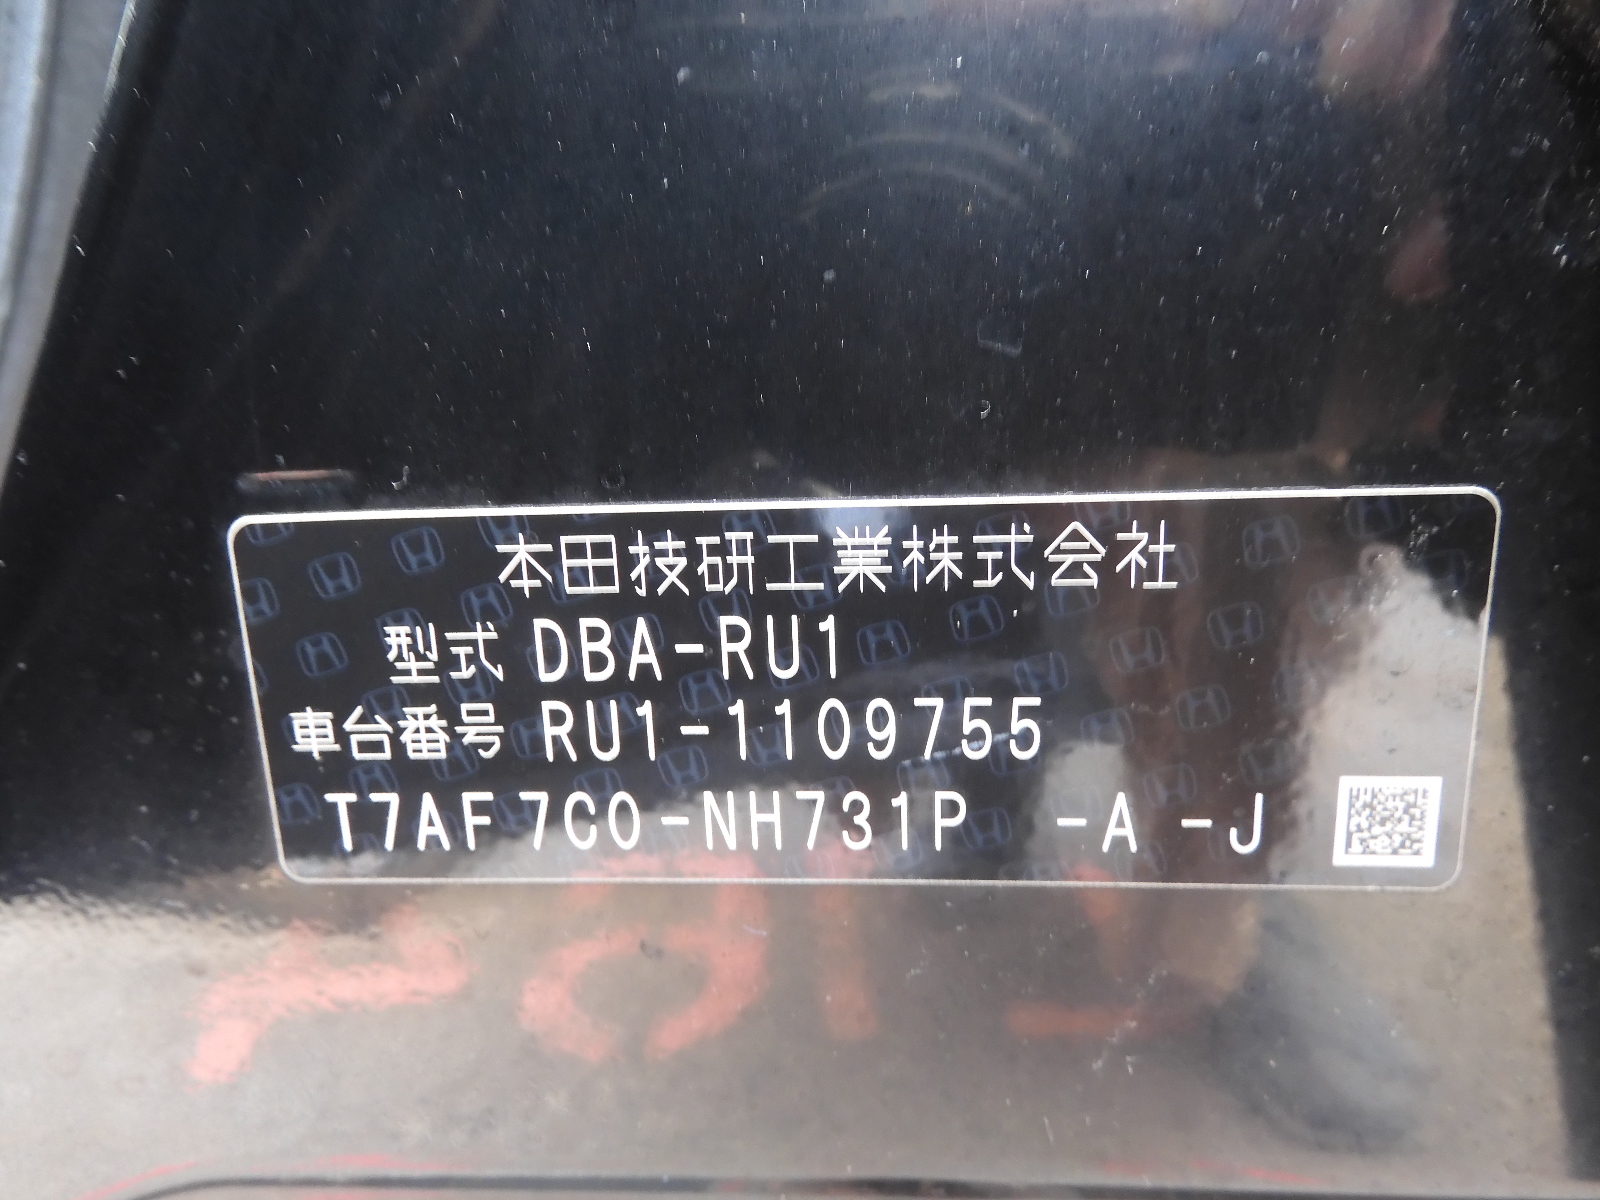 本田技研工業株式会社
型式 DBA-RU1
車台番号 RU1-1109755
T7AF7C0-NH731P -A -J